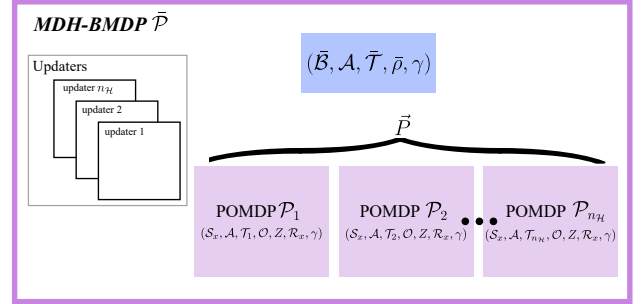 MDH-BMDP $\bar{\mathcal{P}}$
$(\bar{\mathcal{B}}, \mathcal{A}, \bar{\mathcal{T}}, \bar{\rho}, \gamma)$
Updaters
updater $n_{\mathcal{H}}$
updater 2
updater 1
$\vec{P}$
POMDP $\mathcal{P}_1$
$(\mathcal{S}_x, \mathcal{A}, \mathcal{T}_1, \mathcal{O}, Z, \mathcal{R}_x, \gamma)$
POMDP $\mathcal{P}_2$
$(\mathcal{S}_x, \mathcal{A}, \mathcal{T}_2, \mathcal{O}, Z, \mathcal{R}_x, \gamma)$
•••
POMDP $\mathcal{P}_{n_{\mathcal{H}}}$
$(\mathcal{S}_x, \mathcal{A}, \mathcal{T}_{n_{\mathcal{H}}}, \mathcal{O}, Z, \mathcal{R}_x, \gamma)$